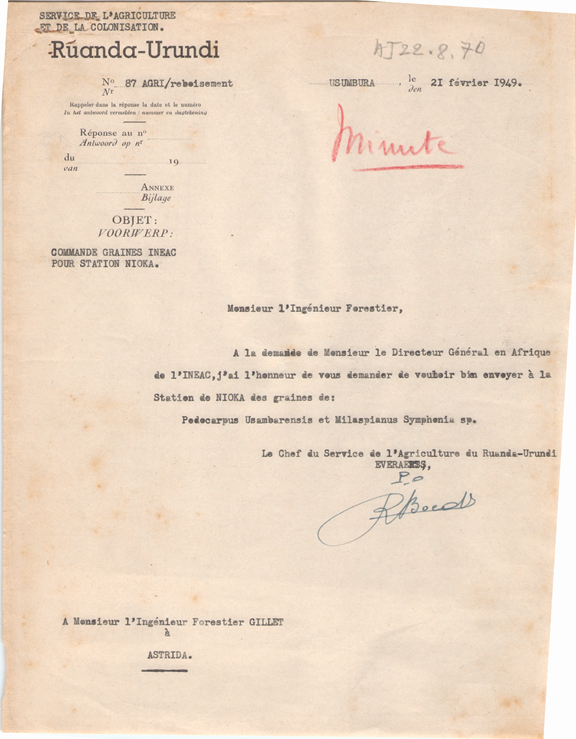 SERVICE DE L'AGRICULTURE
ET DE LA COLONISATION.
Ruanda-Urundi
AJ22.8.70
Nº
Nr 87 AGRI/reboisement
USUMBURA , le
den 21 février 1949.
Rappeler dans la réponse la date et le numéro
In het antwoord vermelden: nummer en dagtekening
Minute
Réponse au nº
Antwoord op nr
du 19
van
ANNEXE
Bijlage
OBJET:
VOORWERP:
COMMANDE GRAINES INEAC
POUR STATION NIOKA.
Monsieur l'Ingénieur Forestier,
A la demande de Monsieur le Directeur Général en Afrique
de l'INEAC,j'ai l'honneur de vous demander de vouloir bien envoyer à la
Station de NIOKA des graines de:
Podocarpus Usambarensis et Milaspianus Symphonia sp.
Le Chef du Service de l'Agriculture du Ruanda-Urundi
EVERAERTS,
P.o
A Monsieur l'Ingénieur Forestier GILLET
à
ASTRIDA.